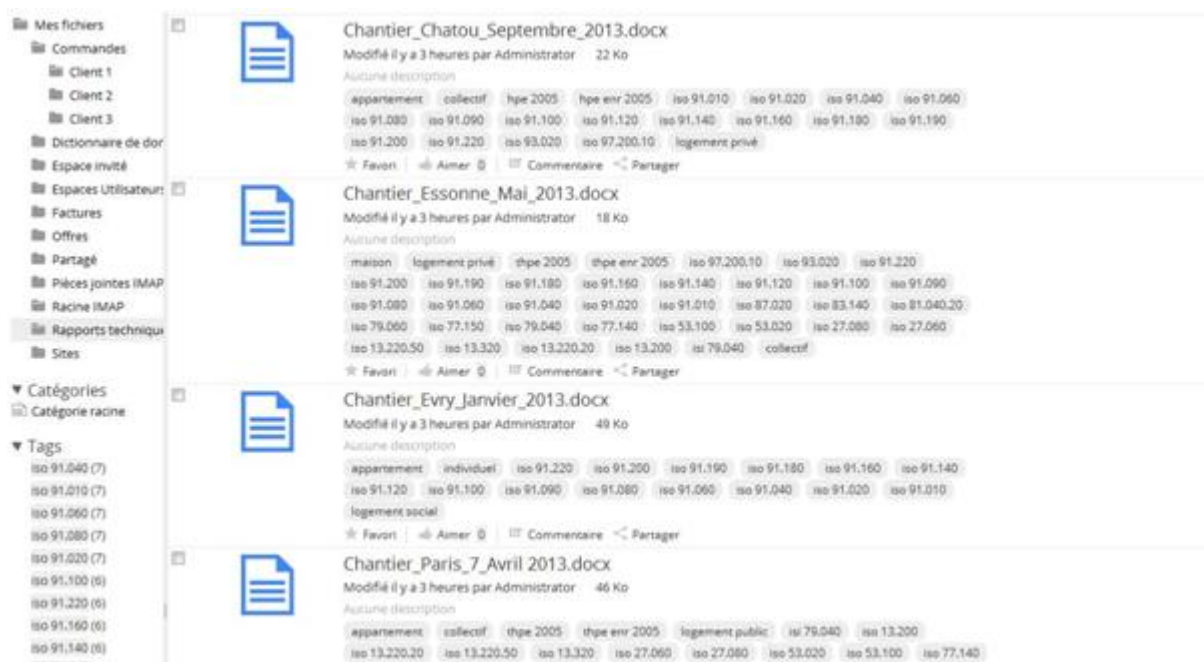 Mes fichiers
Commandes
Client 1
Client 2
Client 3
Dictionnaire de dor
Espace invité
Espaces Utilisateurs
Factures
Offres
Partagé
Pièces jointes IMAP
Racine IMAP
Rapports techniqu
Sites
Catégories
Catégorie racine
Tags
iso 91.040 (7)
iso 91.010 (7)
iso 91.060 (7)
iso 91.080 (7)
iso 91.020 (7)
iso 91.100 (6)
iso 91.220 (6)
iso 91.160 (6)
iso 91.140 (6)
Chantier_Chatou_Septembre_2013.docx
Modifié il y a 3 heures par Administrator 22 Ko
Aucune description
appartement collectif hpe 2005 hpe enr 2005 iso 91.010 iso 91.020 iso 91.040 iso 91.060
iso 91.080 iso 91.090 iso 91.100 iso 91.120 iso 91.140 iso 91.160 iso 91.180 iso 91.190
iso 91.200 iso 91.220 iso 93.020 iso 97.200.10 logement privé
Favori Aimer 0 Commentaire Partager
Chantier_Essonne_Mai_2013.docx
Modifié il y a 3 heures par Administrator 18 Ko
Aucune description
maison logement privé thpe 2005 thpe enr 2005 iso 97.200.10 iso 93.020 iso 91.220
iso 91.200 iso 91.190 iso 91.180 iso 91.160 iso 91.140 iso 91.120 iso 91.100 iso 91.090
iso 91.080 iso 91.060 iso 91.040 iso 91.020 iso 91.010 iso 87.020 iso 83.140 iso 81.040.20
iso 79.060 iso 77.150 iso 79.040 iso 77.140 iso 53.100 iso 53.020 iso 27.080 iso 27.060
iso 13.220.50 iso 13.320 iso 13.220.20 iso 13.200 isi 79.040 collectif
Favori Aimer 0 Commentaire Partager
Chantier_Evry_Janvier_2013.docx
Modifié il y a 3 heures par Administrator 49 Ko
Aucune description
appartement individuel iso 91.220 iso 91.200 iso 91.190 iso 91.180 iso 91.160 iso 91.140
iso 91.120 iso 91.100 iso 91.090 iso 91.080 iso 91.060 iso 91.040 iso 91.020 iso 91.010
logement social
Favori Aimer 0 Commentaire Partager
Chantier_Paris_7_Avril 2013.docx
Modifié il y a 3 heures par Administrator 46 Ko
Aucune description
appartement collectif thpe 2005 thpe enr 2005 logement public isi 79.040 iso 13.200
iso 13.220.20 iso 13.220.50 iso 13.320 iso 27.060 iso 27.080 iso 53.020 iso 53.100 iso 77.140